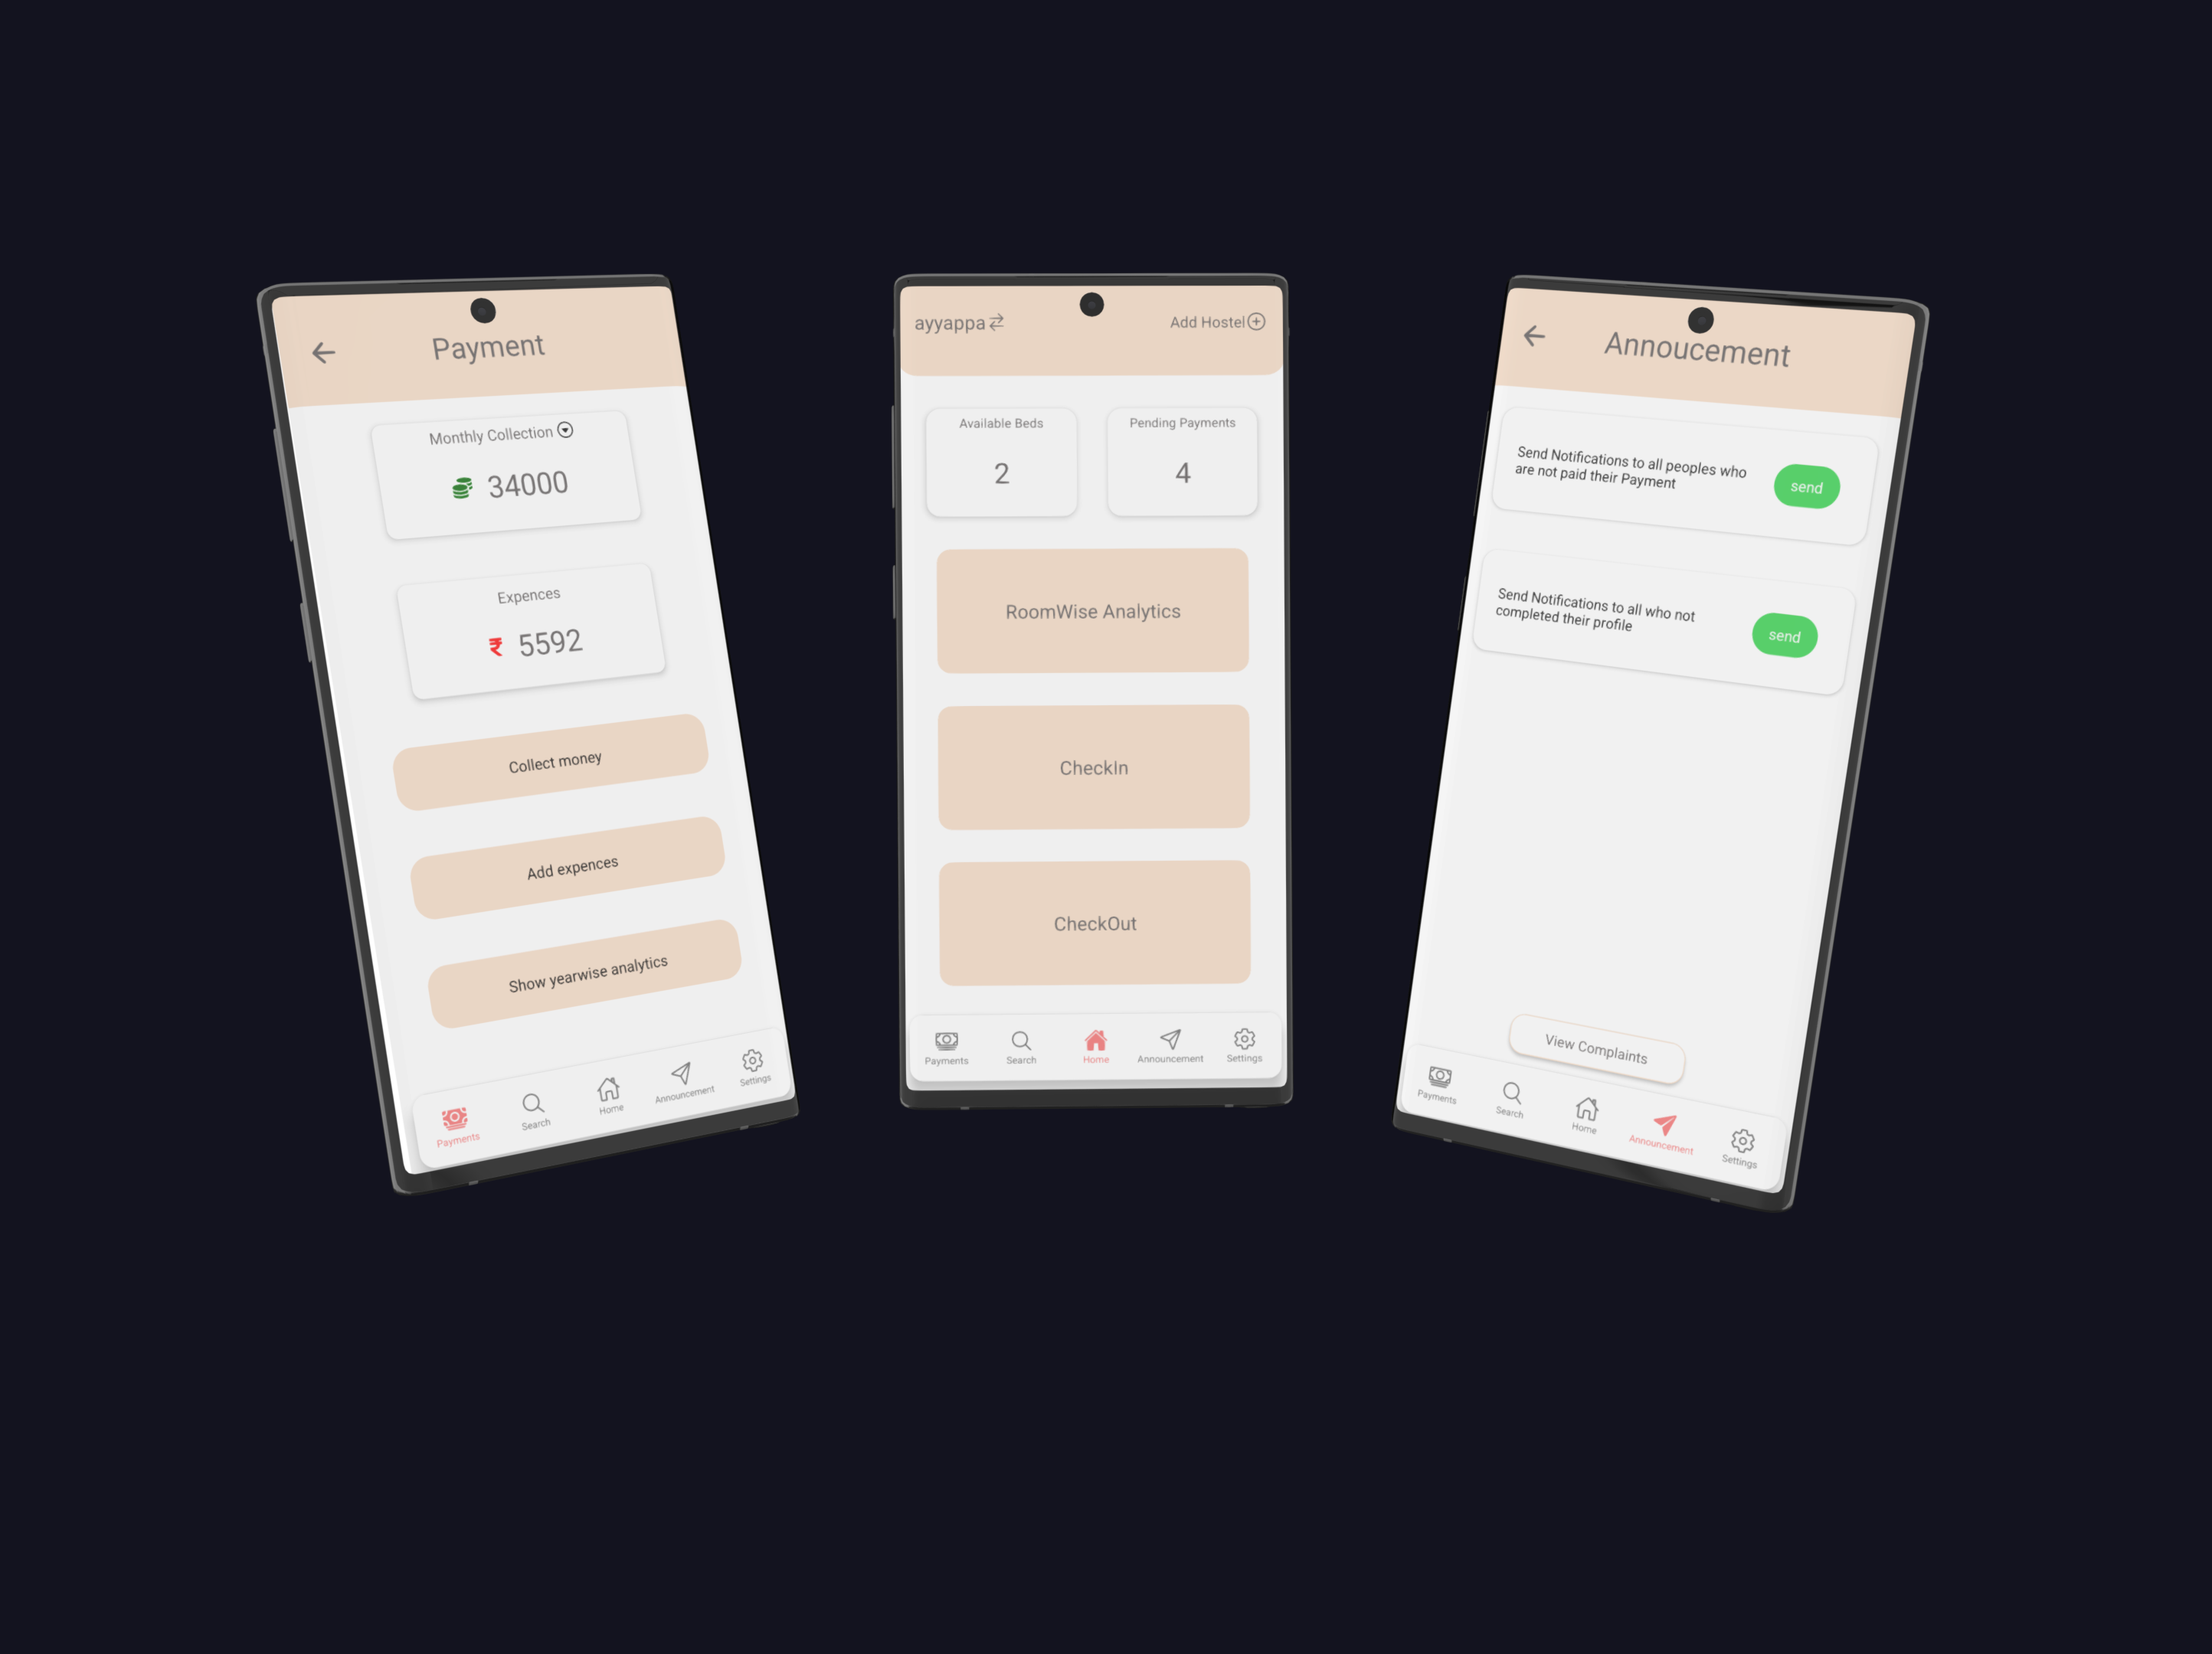 Payment
Monthly Collection
34000
Expences
₹ 5592
Collect money
Add expences
Show yearwise analytics
Payments
Search
Home
Announcement
Settings
ayyappa
Add Hostel
Available Beds
2
Pending Payments
4
RoomWise Analytics
CheckIn
CheckOut
Payments
Search
Home
Announcement
Settings
Annoucement
Send Notifications to all peoples who
are not paid their Payment
send
Send Notifications to all who not
completed their profile
send
View Complaints
Payments
Search
Home
Announcement
Settings